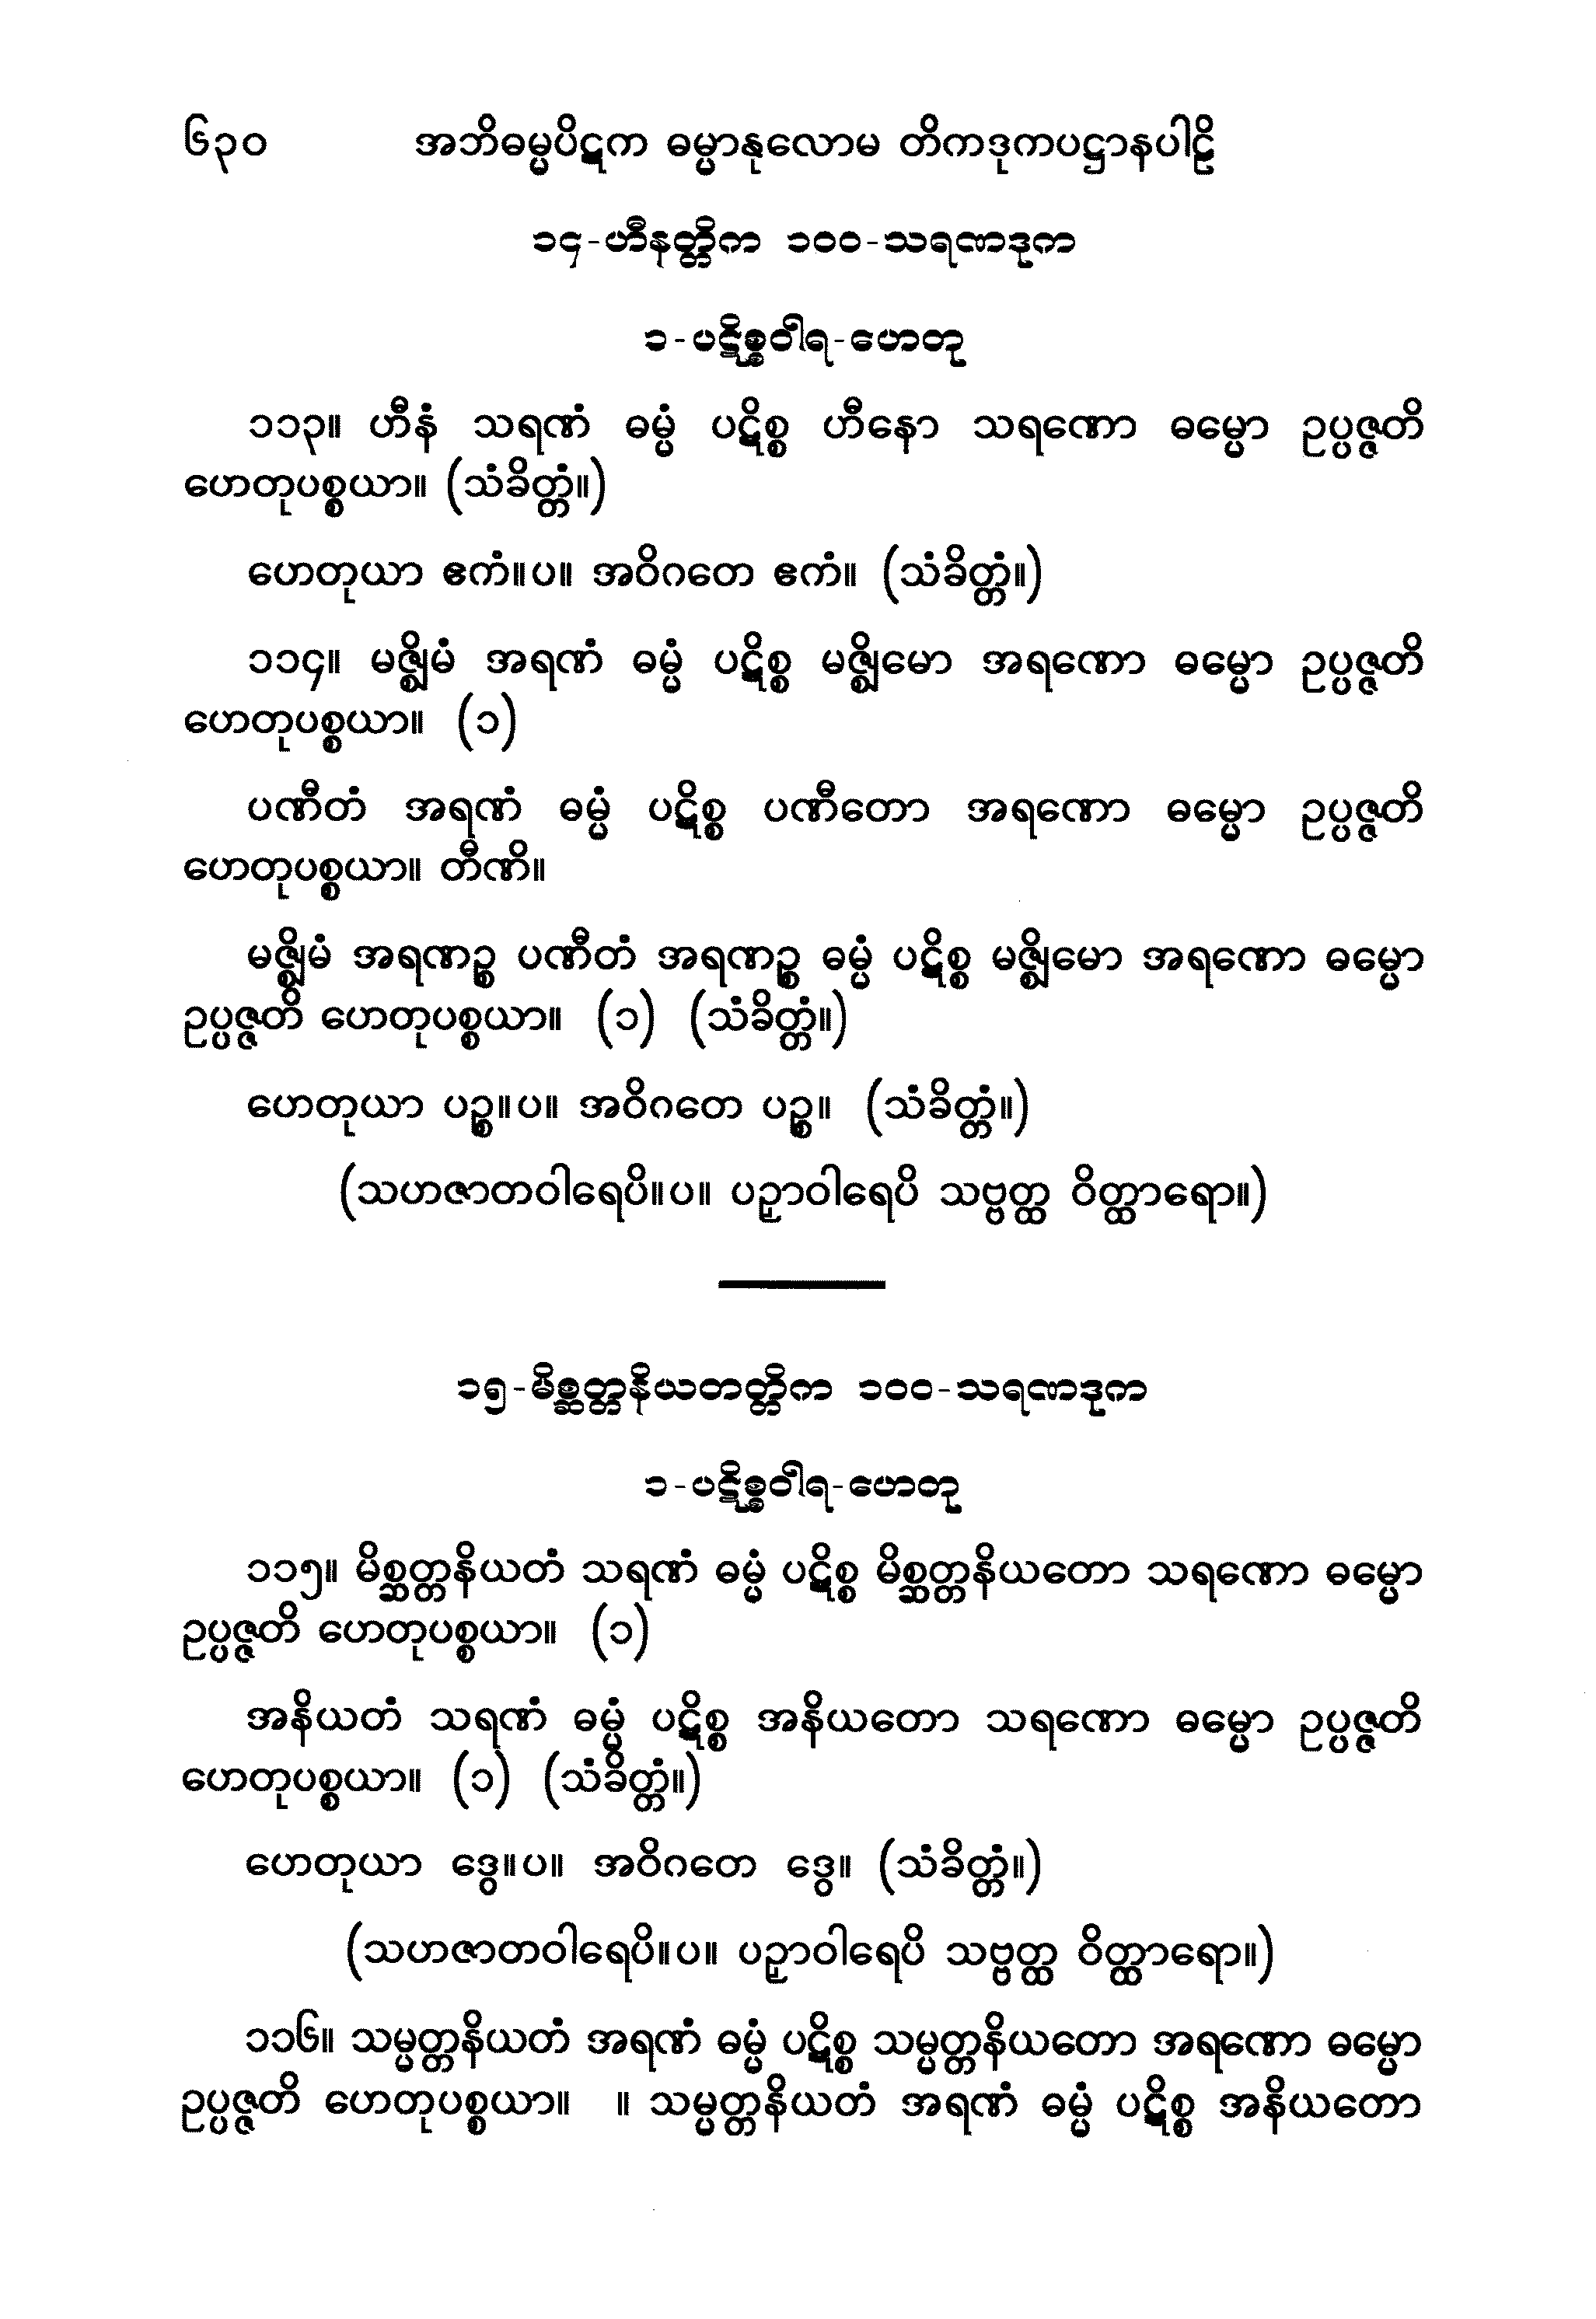 ၆၃၀ အဘိဓမ္မပိဋက ဓမ္မာနုလောမ တိကဒုကပဋ္ဌာနပါဠိ
၁၄-ဟီနတ္တိက ၁၀၀-သရဏဒုက
၁-ပဋိစ္စဝါရ-ဟေတု
၁၁၃။ ဟီနံ သရဏံ ဓမ္မံ ပဋိစ္စ ဟီနော သရဏော ဓမ္မော ဥပ္ပဇ္ဇတိ
ဟေတုပစ္စယာ။ (သံခိတ္တံ။)
ဟေတုယာ ဧကံ။ပ။ အဝိဂတေ ဧကံ။ (သံခိတ္တံ။)
၁၁၄။ မဇ္ဈိမံ အရဏံ ဓမ္မံ ပဋိစ္စ မဇ္ဈိမော အရဏော ဓမ္မော ဥပ္ပဇ္ဇတိ
ဟေတုပစ္စယာ။ (၁)
ပဏီတံ အရဏံ ဓမ္မံ ပဋိစ္စ ပဏီတော အရဏော ဓမ္မော ဥပ္ပဇ္ဇတိ
ဟေတုပစ္စယာ။ တီဏိ။
မဇ္ဈိမံ အရဏဉ္စ ပဏီတံ အရဏဉ္စ ဓမ္မံ ပဋိစ္စ မဇ္ဈိမော အရဏော ဓမ္မော
ဥပ္ပဇ္ဇတိ ဟေတုပစ္စယာ။ (၁) (သံခိတ္တံ။)
ဟေတုယာ ပဉ္စ။ပ။ အဝိဂတေ ပဉ္စ။ (သံခိတ္တံ။)
(သဟဇာတဝါရေပိ။ပ။ ပဉှာဝါရေပိ သဗ္ဗတ္ထ ဝိတ္ထာရော။)
၁၅-မိစ္ဆတ္တနိယတတ္တိက ၁၀၀-သရဏဒုက
၁-ပဋိစ္စဝါရ-ဟေတု
၁၁၅။ မိစ္ဆတ္တနိယတံ သရဏံ ဓမ္မံ ပဋိစ္စ မိစ္ဆတ္တနိယတော သရဏော ဓမ္မော
ဥပ္ပဇ္ဇတိ ဟေတုပစ္စယာ။ (၁)
အနိယတံ သရဏံ ဓမ္မံ ပဋိစ္စ အနိယတော သရဏော ဓမ္မော ဥပ္ပဇ္ဇတိ
ဟေတုပစ္စယာ။ (၁) (သံခိတ္တံ။)
ဟေတုယာ ဒွေ။ပ။ အဝိဂတေ ဒွေ။ (သံခိတ္တံ။)
(သဟဇာတဝါရေပိ။ပ။ ပဉှာဝါရေပိ သဗ္ဗတ္ထ ဝိတ္ထာရော။)
၁၁၆။ သမ္မတ္တနိယတံ အရဏံ ဓမ္မံ ပဋိစ္စ သမ္မတ္တနိယတော အရဏော ဓမ္မော
ဥပ္ပဇ္ဇတိ ဟေတုပစ္စယာ။ ။ သမ္မတ္တနိယတံ အရဏံ ဓမ္မံ ပဋိစ္စ အနိယတော